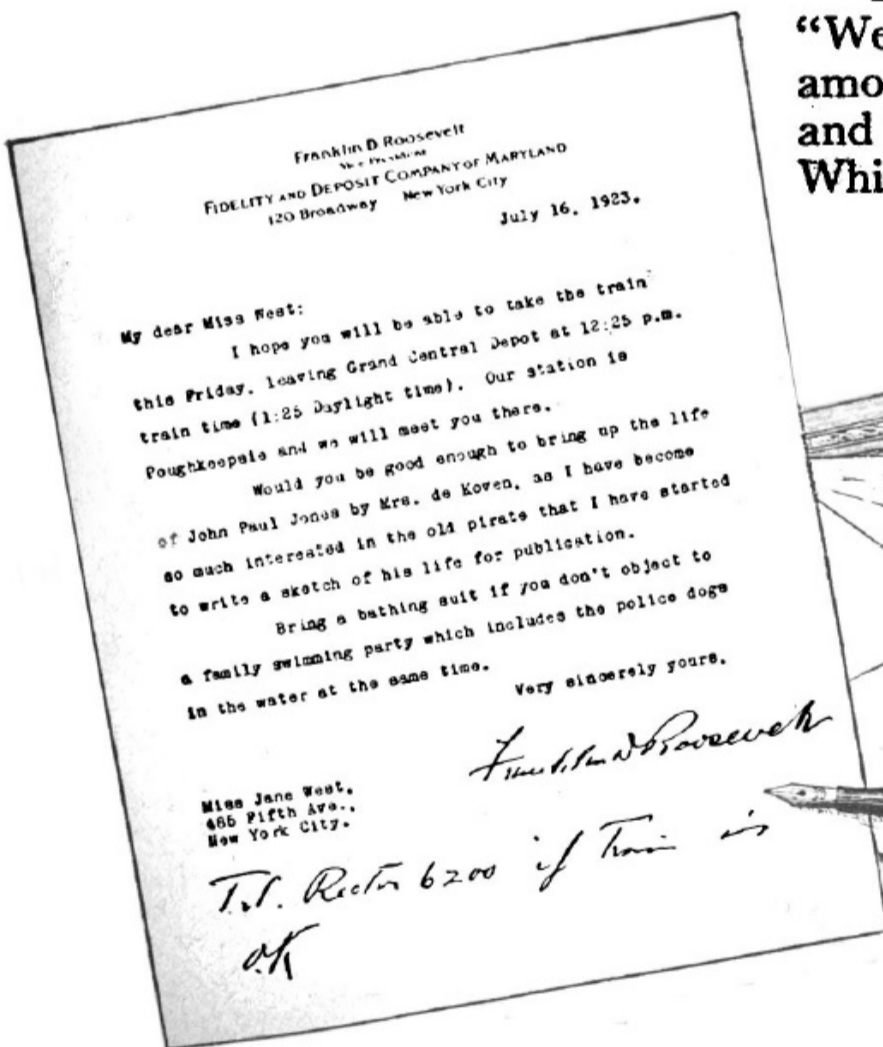 “We
amo
and
Whi
Franklin D. Roosevelt
Vice President
FIDELITY AND DEPOSIT COMPANY OF MARYLAND
120 Broadway New York City
July 16, 1923.
My dear Miss West:
I hope you will be able to take the train
this Friday, leaving Grand Central Depot at 12:25 p.m.
train time (1:25 Daylight time). Our station is
Poughkeepsie and we will meet you there.
Would you be good enough to bring up the life
of John Paul Jones by Mrs. de Koven, as I have become
so much interested in the old pirate that I have started
to write a sketch of his life for publication.
Bring a bathing suit if you don't object to
a family swimming party which includes the police dogs
in the water at the same time.
Very sincerely yours,
Franklin D Roosevelt
Miss Jane West,
485 Fifth Ave.,
New York City.
Tel. Rector 6200 if train is
O.K